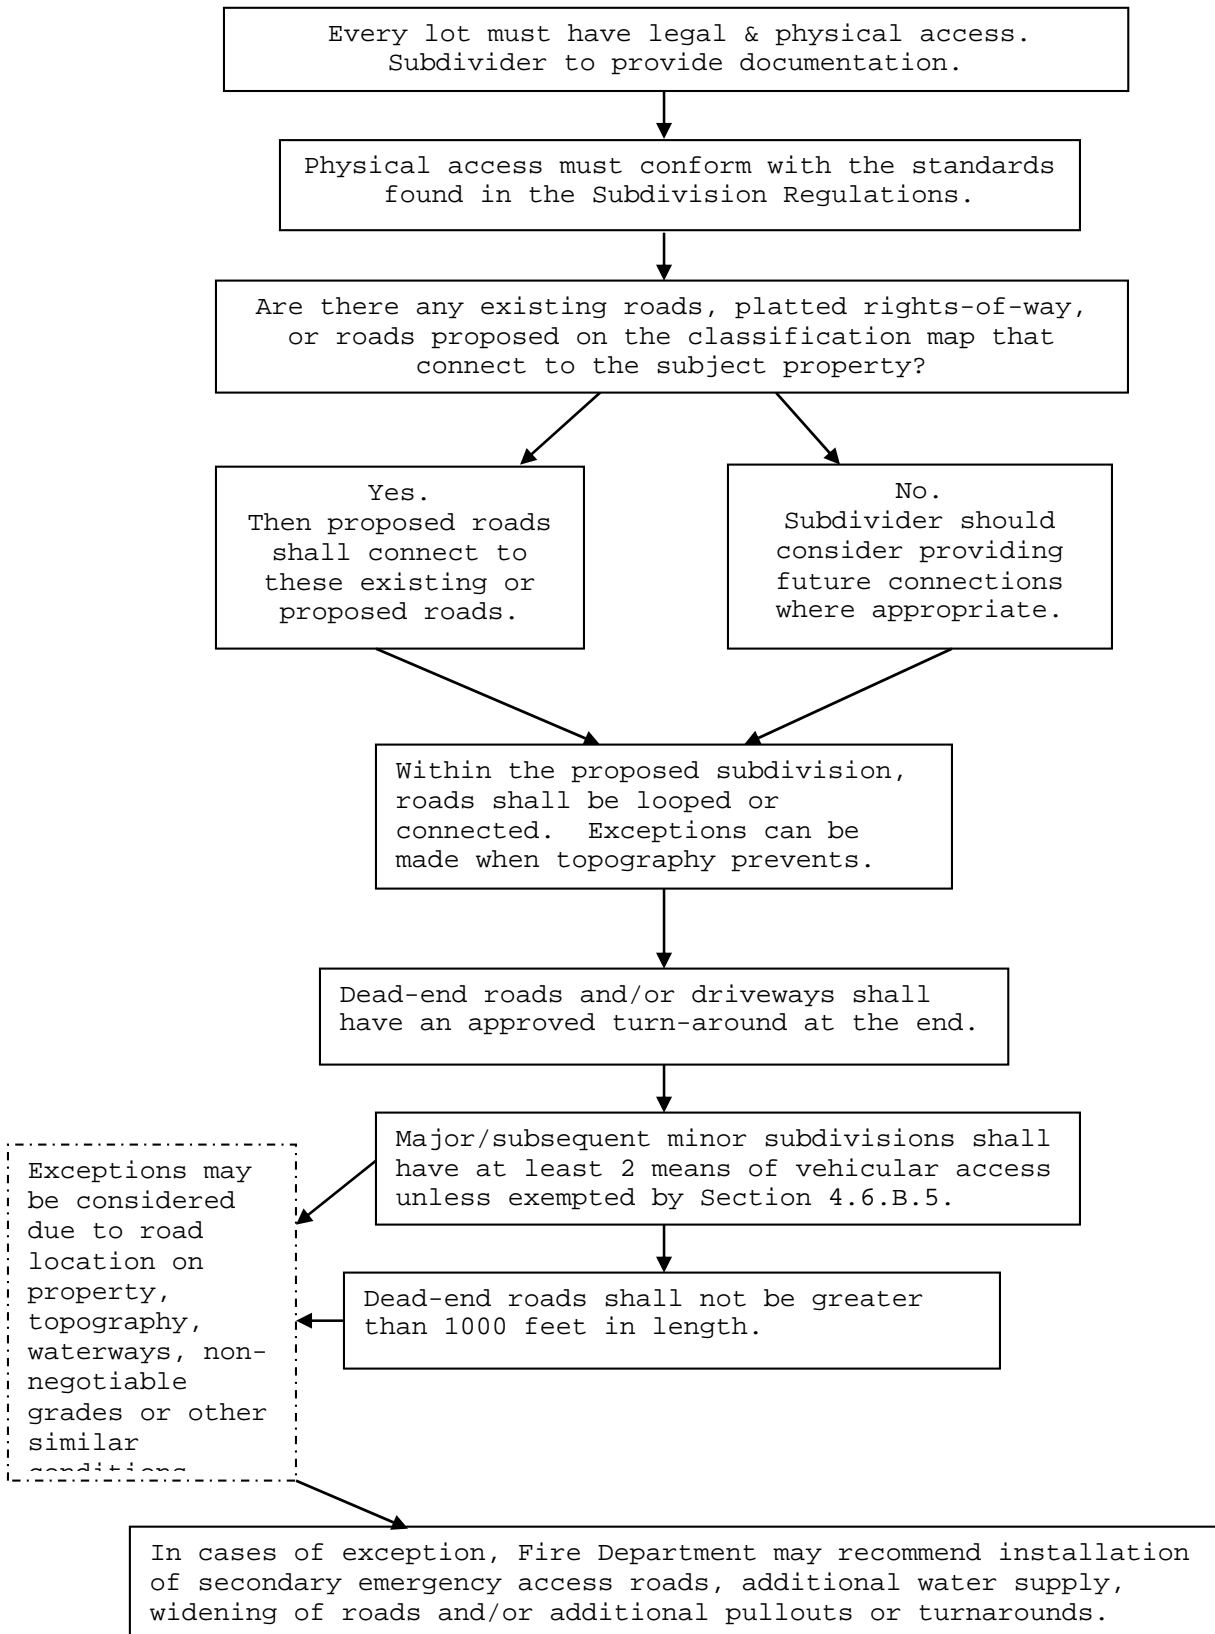 Every lot must have legal & physical access.
Subdivider to provide documentation.
Physical access must conform with the standards
found in the Subdivision Regulations.
Are there any existing roads, platted rights-of-way,
or roads proposed on the classification map that
connect to the subject property?
Yes.
Then proposed roads
shall connect to
these existing or
proposed roads.
No.
Subdivider should
consider providing
future connections
where appropriate.
Within the proposed subdivision,
roads shall be looped or
connected.  Exceptions can be
made when topography prevents.
Dead-end roads and/or driveways shall
have an approved turn-around at the end.
Major/subsequent minor subdivisions shall
have at least 2 means of vehicular access
unless exempted by Section 4.6.B.5.
Exceptions may
be considered
due to road
location on
property,
topography,
waterways, non-
negotiable
grades or other
similar
conditions
Dead-end roads shall not be greater
than 1000 feet in length.
In cases of exception, Fire Department may recommend installation
of secondary emergency access roads, additional water supply,
widening of roads and/or additional pullouts or turnarounds.